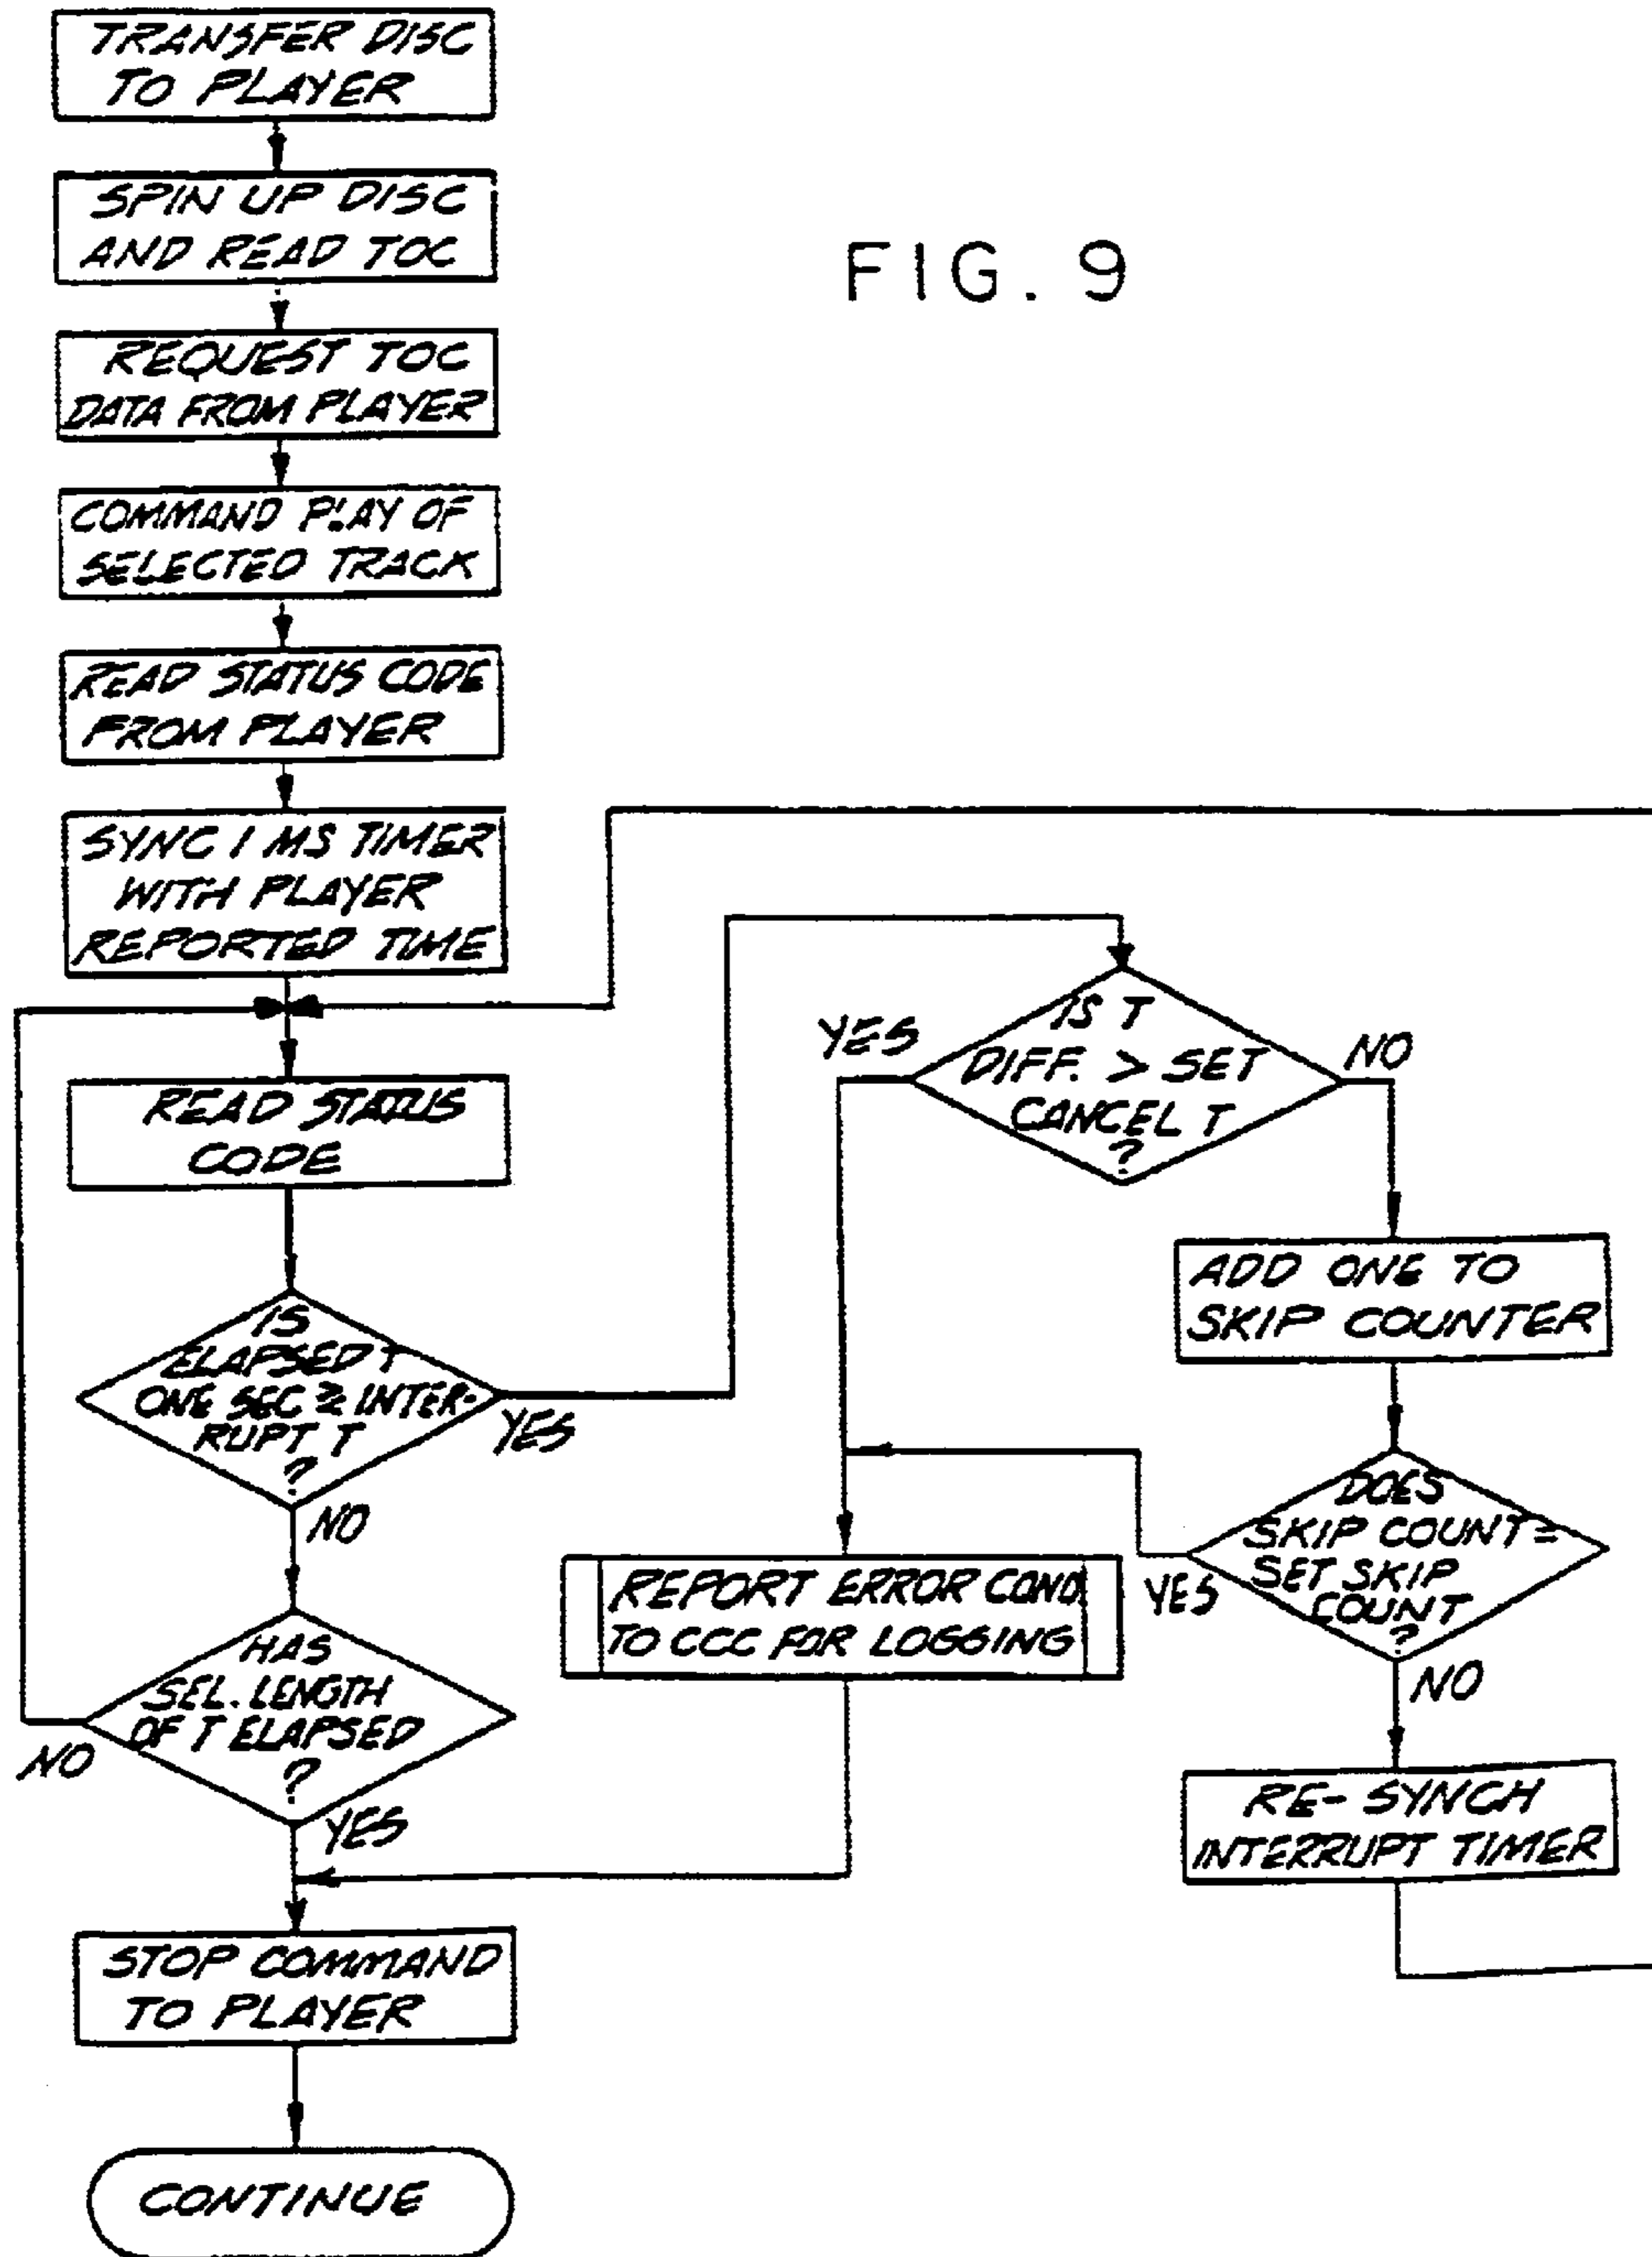 TRANSFER DISC
TO PLAYER
SPIN UP DISC
AND READ TOC
FIG. 9
REQUEST TOC
DATA FROM PLAYER
COMMAND PLAY OF
SELECTED TRACK
READ STATUS CODE
FROM PLAYER
SYNC 1 MS TIMER
WITH PLAYER
REPORTED TIME
READ STATUS
CODE
IS
ELAPSED T
ONE SEC ≥ INTER-
RUPT T
?
YES
NO
HAS
SEL. LENGTH
OF T ELAPSED
?
NO
YES
STOP COMMAND
TO PLAYER
CONTINUE
IS T
DIFF. > SET
CANCEL T
?
YES
NO
ADD ONE TO
SKIP COUNTER
DOES
SKIP COUNT =
SET SKIP
COUNT
?
YES
NO
REPORT ERROR COND.
TO CCC FOR LOGGING
RE-SYNCH
INTERRUPT TIMER